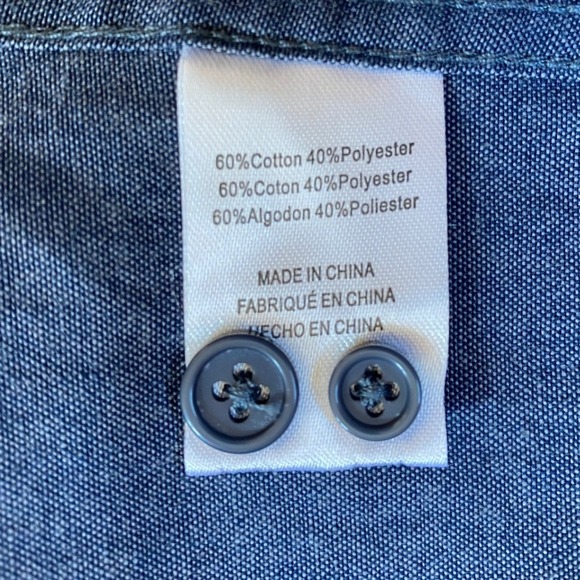 60%Cotton 40%Polyester
60%Coton 40%Polyester
60%Algodon 40%Poliester
MADE IN CHINA
FABRIQUÉ EN CHINA
HECHO EN CHINA